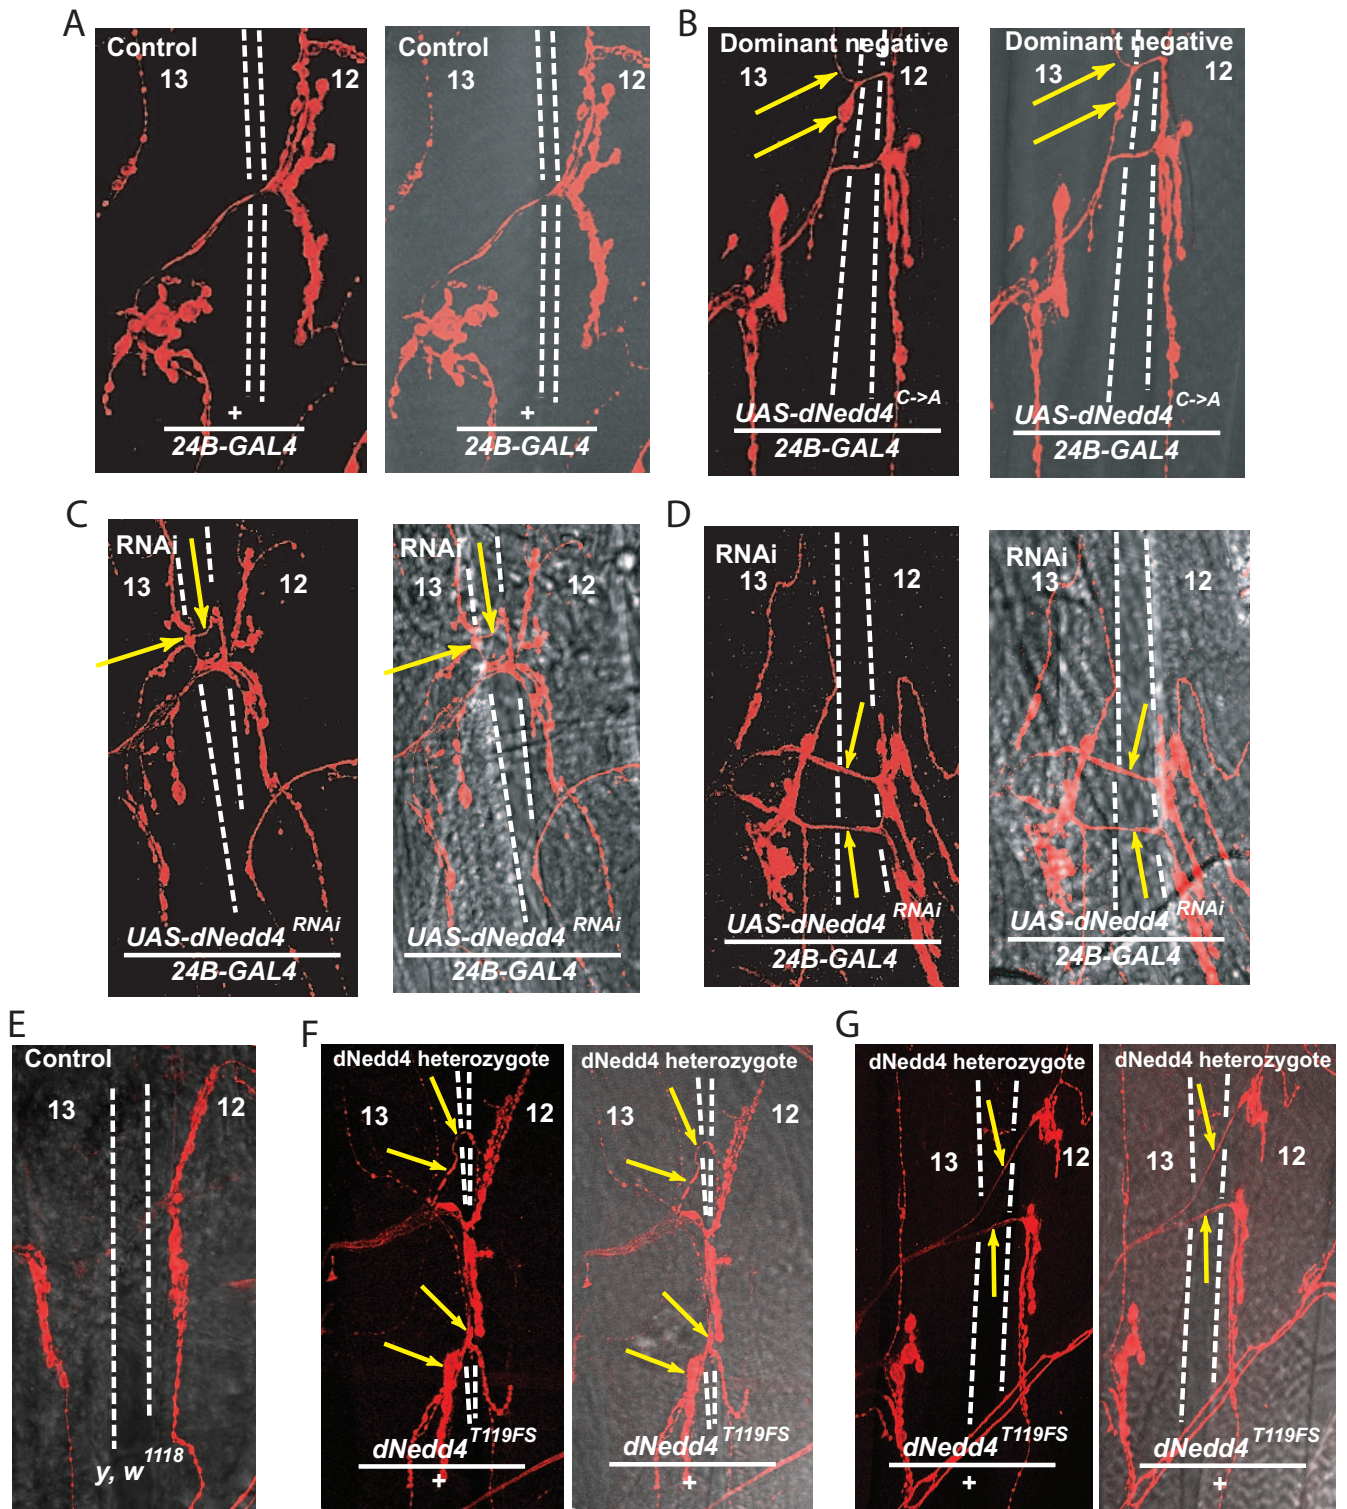 A
Control
13
12
+
24B-GAL4
Control
13
12
+
24B-GAL4
B
Dominant negative
13
12
UAS-dNedd4 C->A
24B-GAL4
Dominant negative
13
12
UAS-dNedd4 C->A
24B-GAL4
C
RNAi
13
12
UAS-dNedd4 RNAi
24B-GAL4
RNAi
13
12
UAS-dNedd4 RNAi
24B-GAL4
D
RNAi
13
12
UAS-dNedd4 RNAi
24B-GAL4
RNAi
13
12
UAS-dNedd4 RNAi
24B-GAL4
E
Control
13
12
y, w 1118
F
dNedd4 heterozygote
13
12
dNedd4 T119FS
+
dNedd4 heterozygote
13
12
dNedd4 T119FS
+
G
dNedd4 heterozygote
13
12
dNedd4 T119FS
+
dNedd4 heterozygote
13
12
dNedd4 T119FS
+